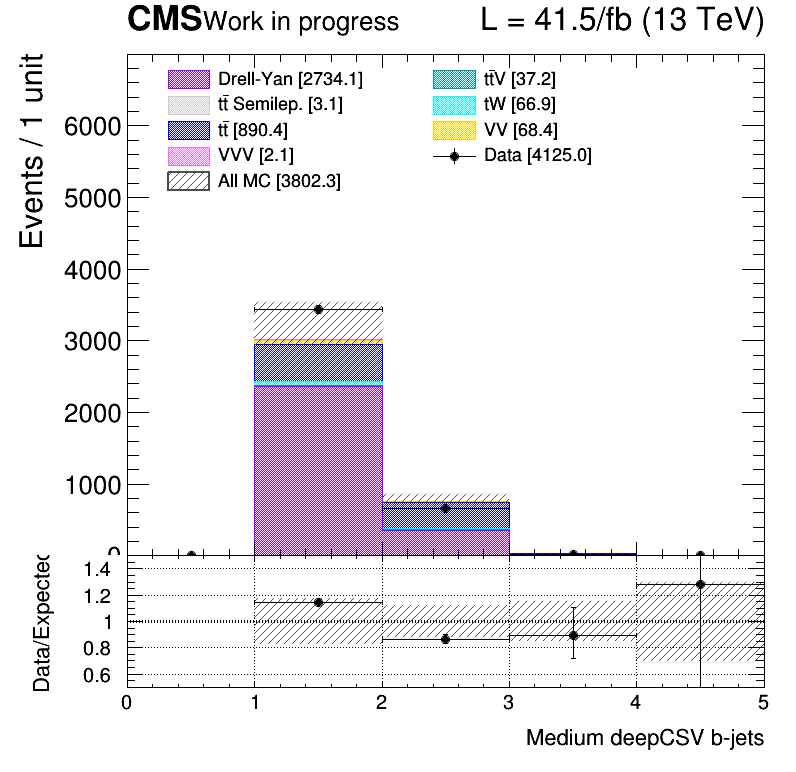 CMS Work in progress L = 41.5/fb (13 TeV)
Events / 1 unit
Drell-Yan [2734.1]
tt̄ Semilep. [3.1]
tt̄ [890.4]
VVV [2.1]
All MC [3802.3]
tt̄V [37.2]
tW [66.9]
VV [68.4]
Data [4125.0]
6000
5000
4000
3000
2000
1000
0
Data/Expected
1.4
1.2
1
0.8
0.6
0 1 2 3 4 5
Medium deepCSV b-jets